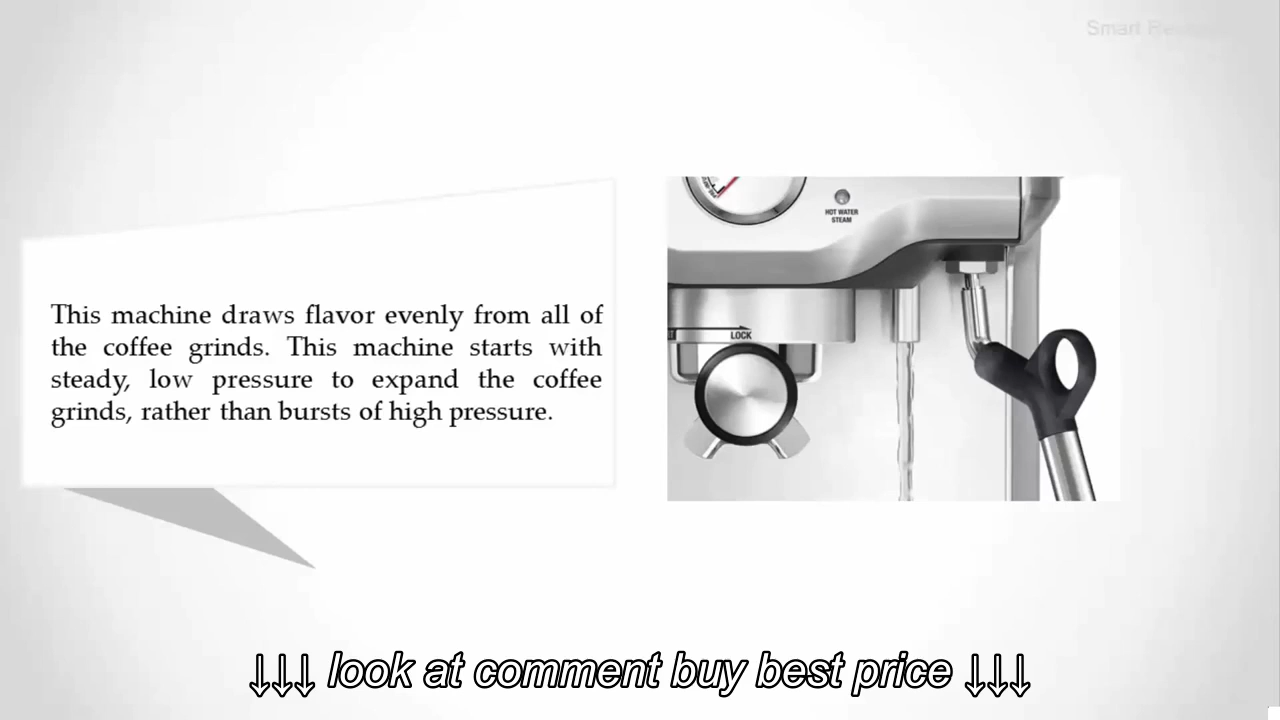 Smart
This machine draws flavor evenly from all of
the coffee grinds. This machine starts with
steady, low pressure to expand the coffee
grinds, rather than bursts of high pressure.
HOT WATER
STEAM
LOCK
↓↓↓ look at comment buy best price ↓↓↓